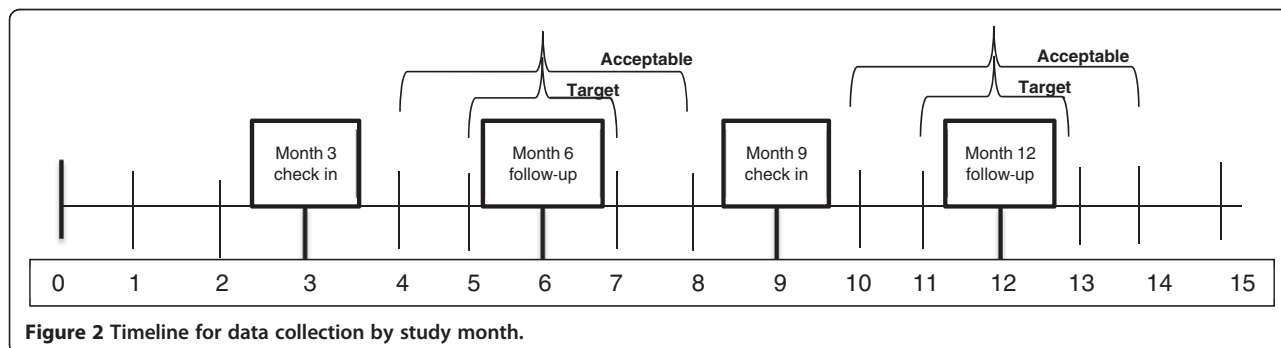 Acceptable
Acceptable
Target
Target
Month 3
check in
Month 6
follow-up
Month 9
check in
Month 12
follow-up
0 1 2 3 4 5 6 7 8 9 10 11 12 13 14 15
Figure 2 Timeline for data collection by study month.